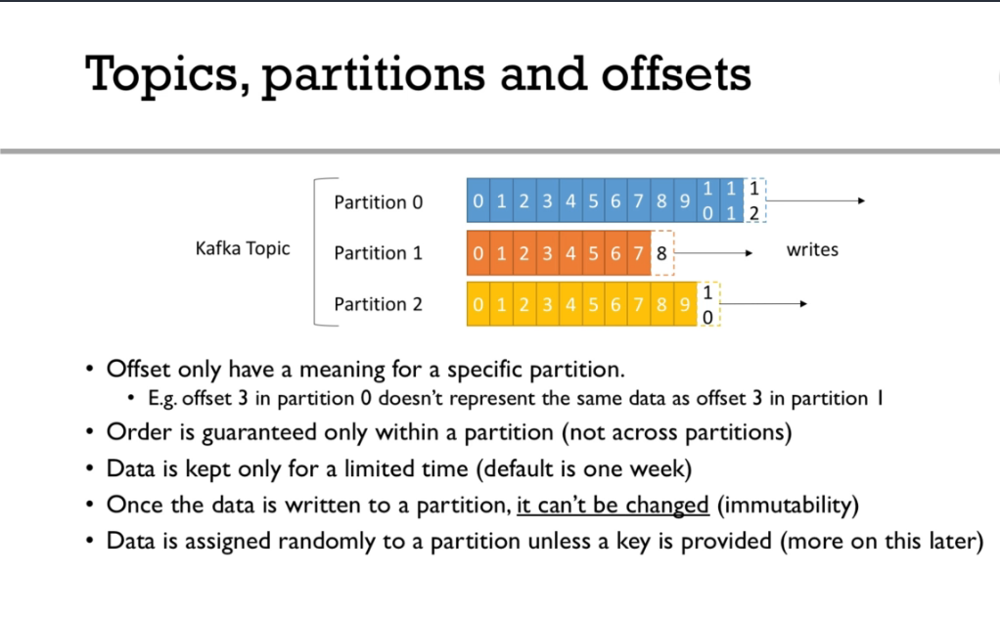 Topics, partitions and offsets
Kafka Topic
Partition 0 0 1 2 3 4 5 6 7 8 9 10 11 12
Partition 1 0 1 2 3 4 5 6 7 8
Partition 2 0 1 2 3 4 5 6 7 8 9 10
writes
• Offset only have a meaning for a specific partition.
• E.g. offset 3 in partition 0 doesn't represent the same data as offset 3 in partition 1
• Order is guaranteed only within a partition (not across partitions)
• Data is kept only for a limited time (default is one week)
• Once the data is written to a partition, it can't be changed (immutability)
• Data is assigned randomly to a partition unless a key is provided (more on this later)